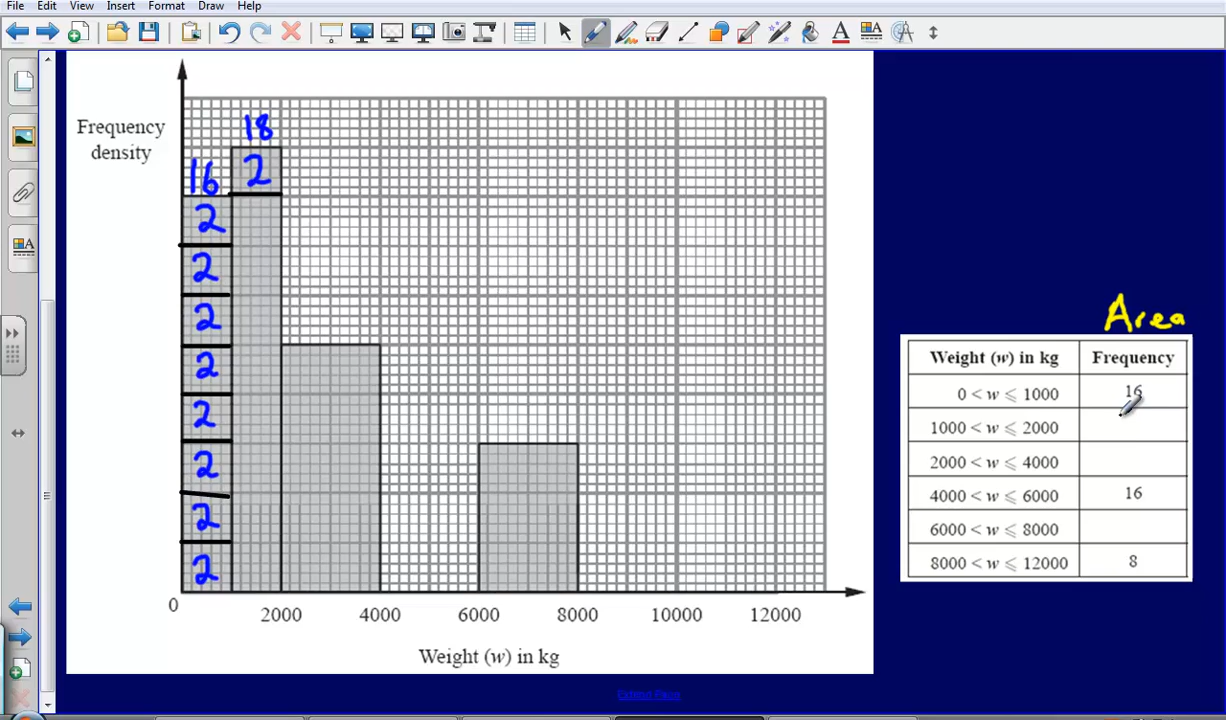 File Edit View Insert Format Draw Help
Frequency
density
18
2
16
2
2
2
2
2
2
2
2
0 2000 4000 6000 8000 10000 12000
Weight (w) in kg
Area
Weight (w) in kg Frequency
0 < w ⩽ 1000 16
1000 < w ⩽ 2000
2000 < w ⩽ 4000
4000 < w ⩽ 6000 16
6000 < w ⩽ 8000
8000 < w ⩽ 12000 8
Extend Page